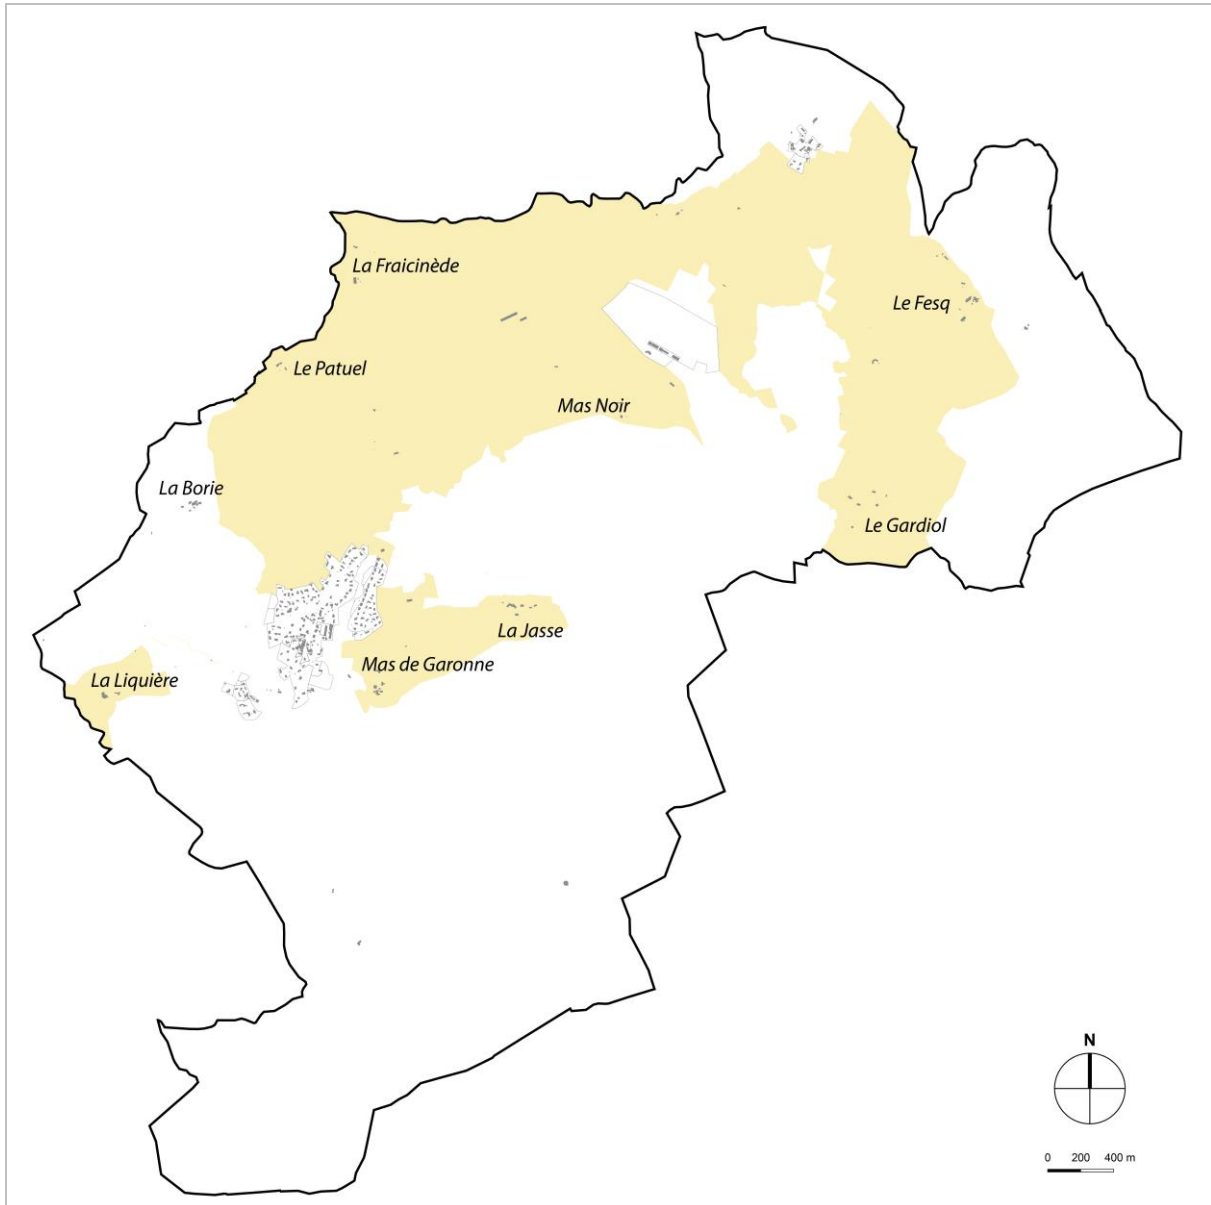 La Fraicinède
Le Fesq
Le Patuel
Mas Noir
La Borie
Le Gardiol
La Jasse
Mas de Garonne
La Liquière
N
0 200 400 m